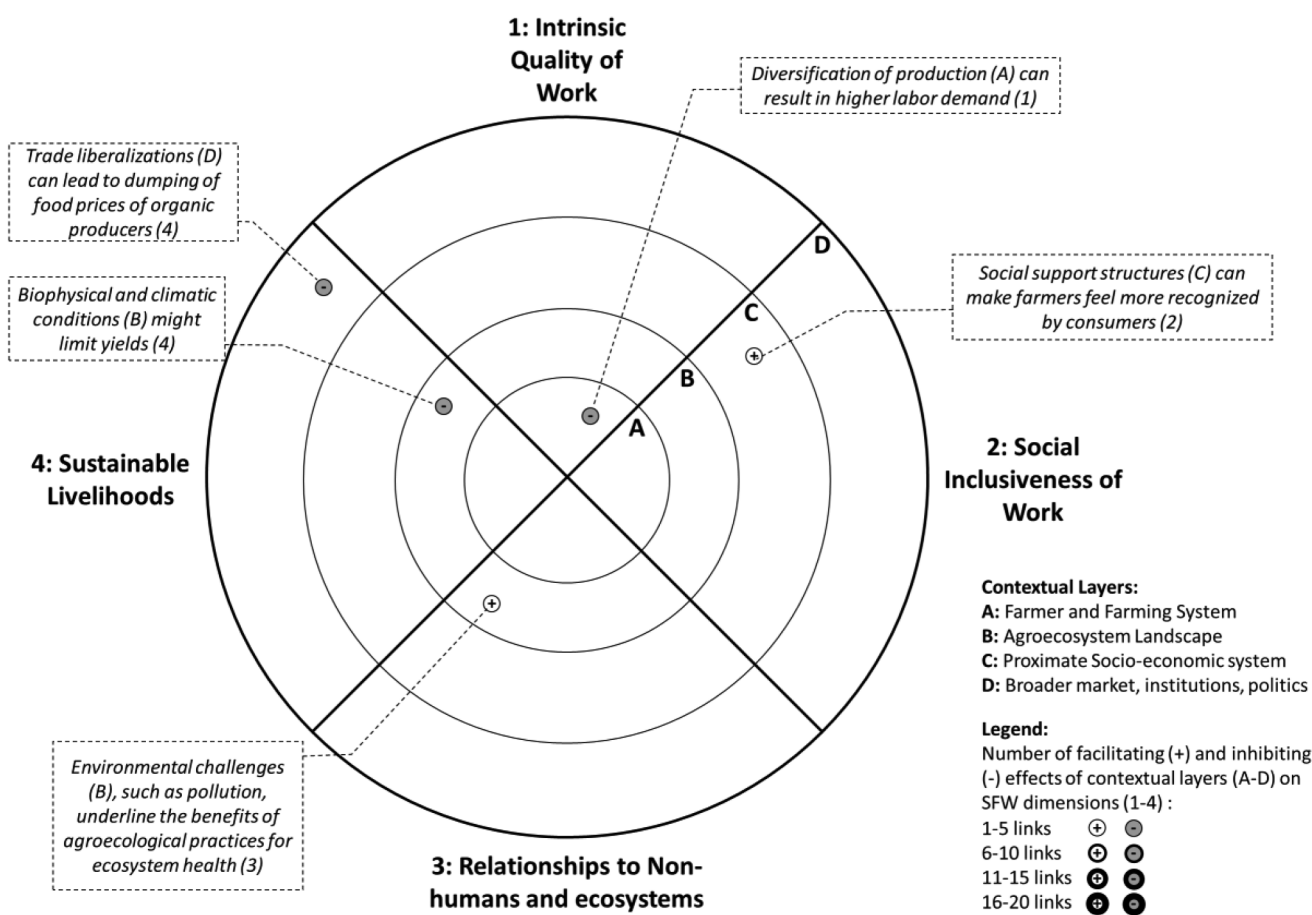 1: Intrinsic
Quality of
Work
Diversification of production (A) can
result in higher labor demand (1)
Trade liberalizations (D)
can lead to dumping of
food prices of organic
producers (4)
D
Social support structures (C) can
make farmers feel more recognized
by consumers (2)
Biophysical and climatic
conditions (B) might
limit yields (4)
-
C
+
B
-
-
A
4: Sustainable
Livelihoods
2: Social
Inclusiveness of
Work
+
Contextual Layers:
A: Farmer and Farming System
B: Agroecosystem Landscape
C: Proximate Socio-economic system
D: Broader market, institutions, politics
Environmental challenges
(B), such as pollution,
underline the benefits of
agroecological practices for
ecosystem health (3)
3: Relationships to Non-
humans and ecosystems
Legend:
Number of facilitating (+) and inhibiting
(-) effects of contextual layers (A-D) on
SFW dimensions (1-4) :
1-5 links + -
6-10 links + -
11-15 links + -
16-20 links + -